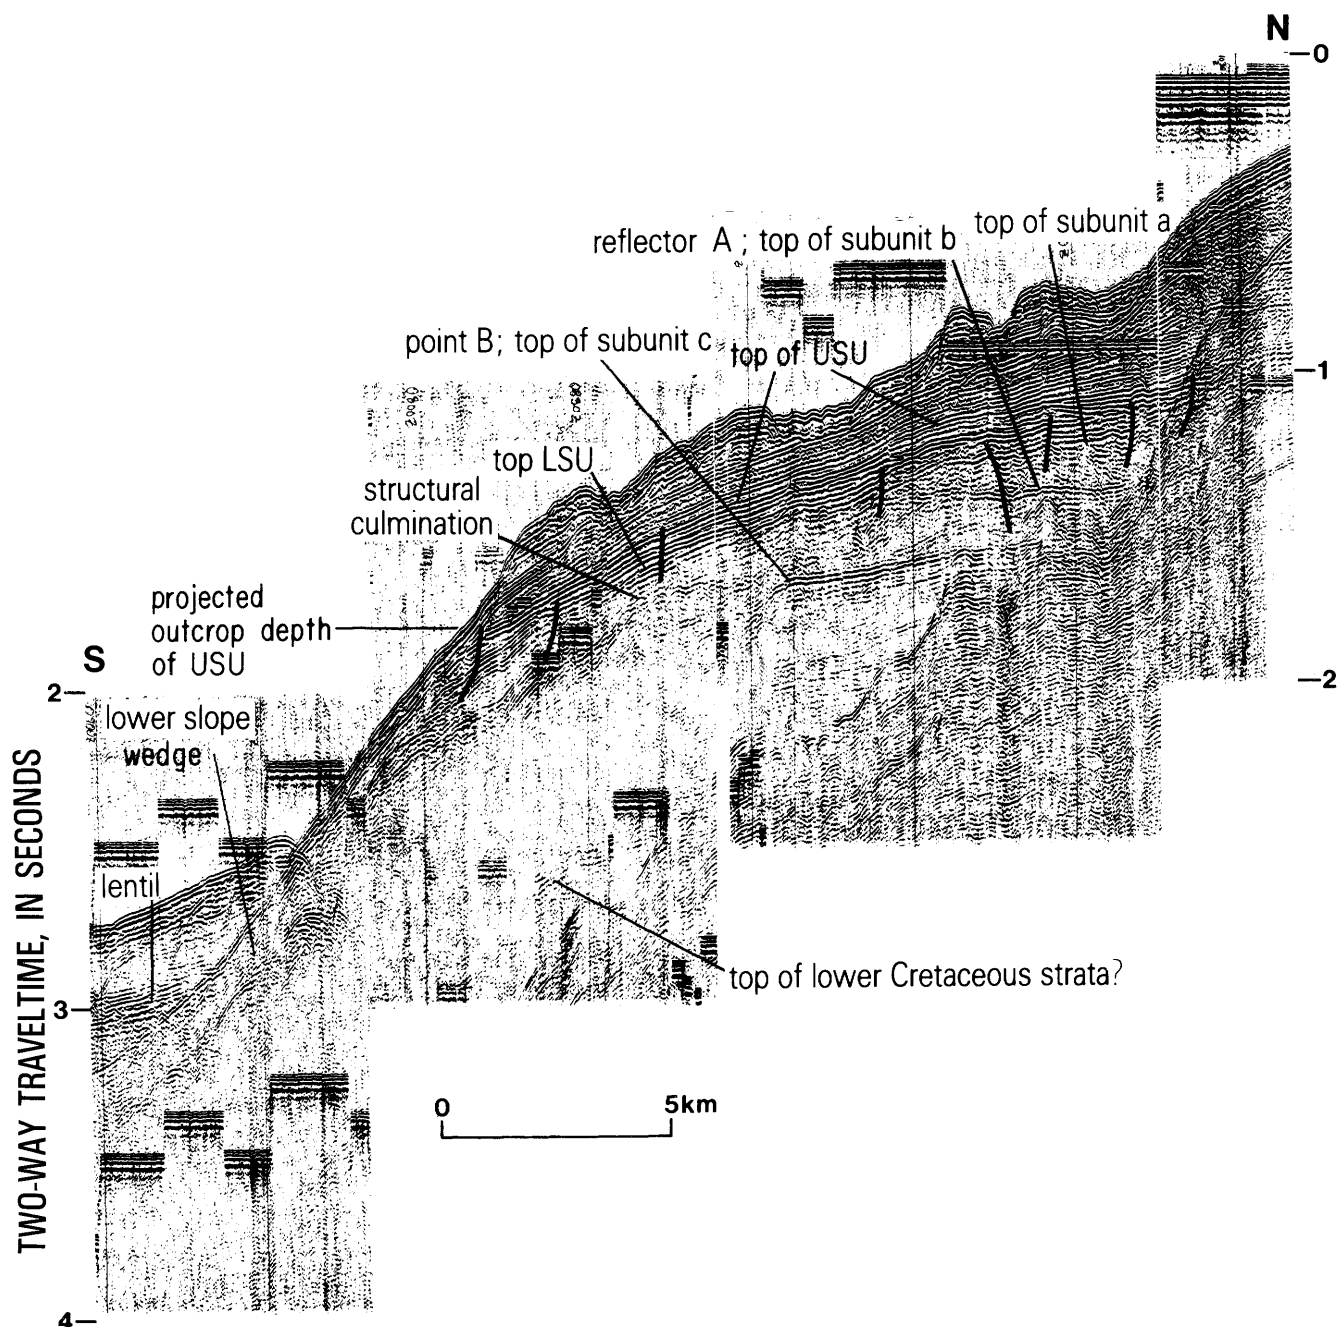 N
0
top of subunit a
reflector A ; top of subunit b
point B; top of subunit c
top of USU
1
top LSU
structural
culmination
projected
outcrop depth
of USU
S
2
2
lower slope
wedge
lentil
top of lower Cretaceous strata?
3
0 5km
4
TWO-WAY TRAVELTIME, IN SECONDS